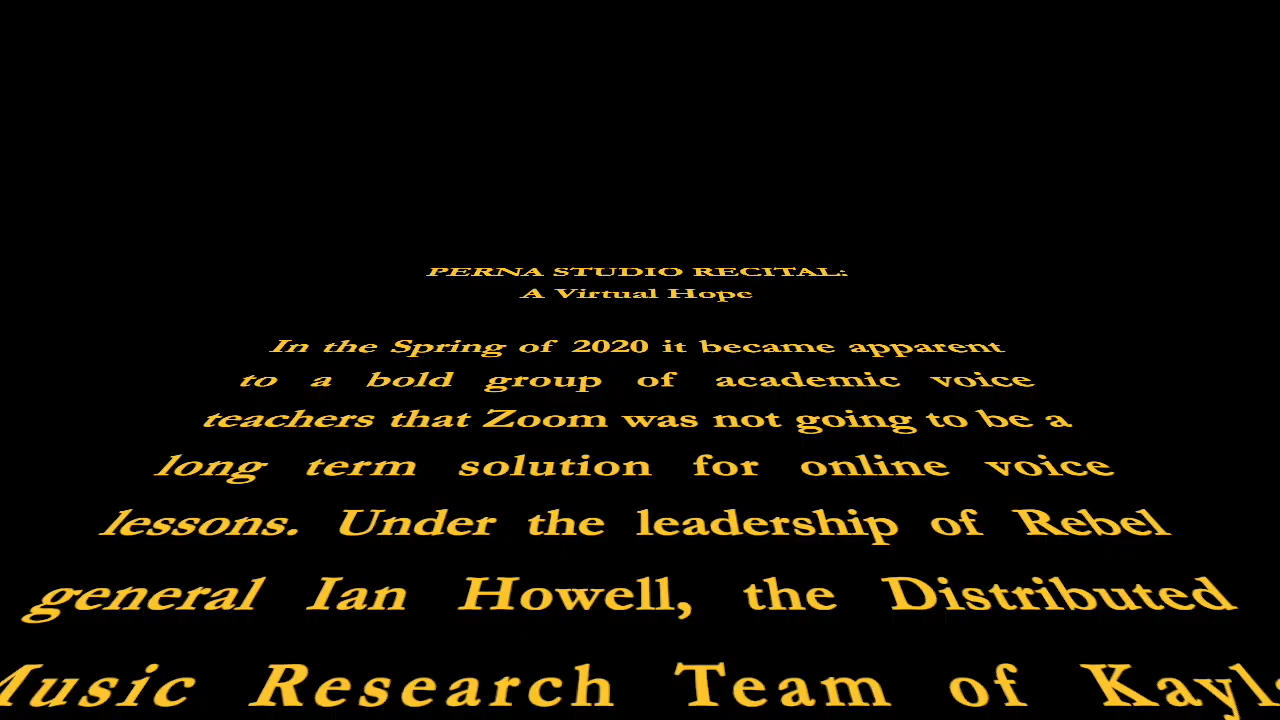 PERNA STUDIO RECITAL:
A Virtual Hope
In the Spring of 2020 it became apparent
to a bold group of academic voice
teachers that Zoom was not going to be a
long term solution for online voice
lessons. Under the leadership of Rebel
general Ian Howell, the Distributed
Music Research Team of